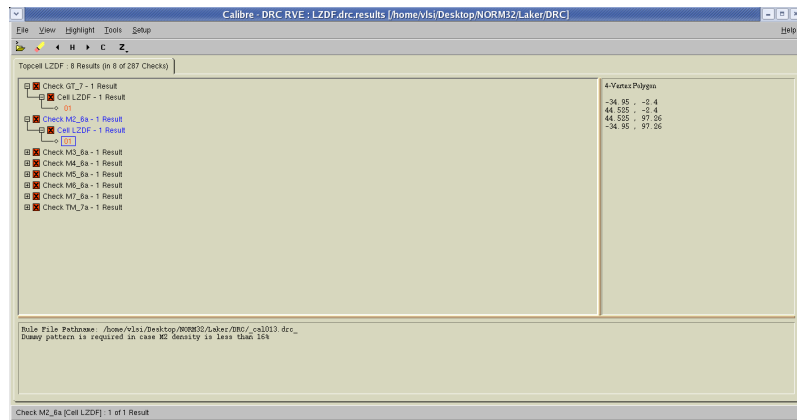 Calibre - DRC RVE : LZDF.drc.results [/home/vlsi/Desktop/NORM32/Laker/DRC]
File View Highlight Tools Setup Help
H C Z
Topcell LZDF : 8 Results (in 8 of 287 Checks)
Check GT_7 - 1 Result
Cell LZDF - 1 Result
01
Check M2_6a - 1 Result
Cell LZDF - 1 Result
01
Check M3_6a - 1 Result
Check M4_6a - 1 Result
Check M5_6a - 1 Result
Check M6_6a - 1 Result
Check M7_6a - 1 Result
Check TM_7a - 1 Result
4-Vertex Polygon
-34.95 , -2.4
44.525 , -2.4
44.525 , 97.26
-34.95 , 97.26
Rule File Pathname: /home/vlsi/Desktop/NORM32/Laker/DRC/_cal013.drc_
Dummy pattern is required in case M2 density is less than 16%
Check M2_6a [Cell LZDF] : 1 of 1 Result